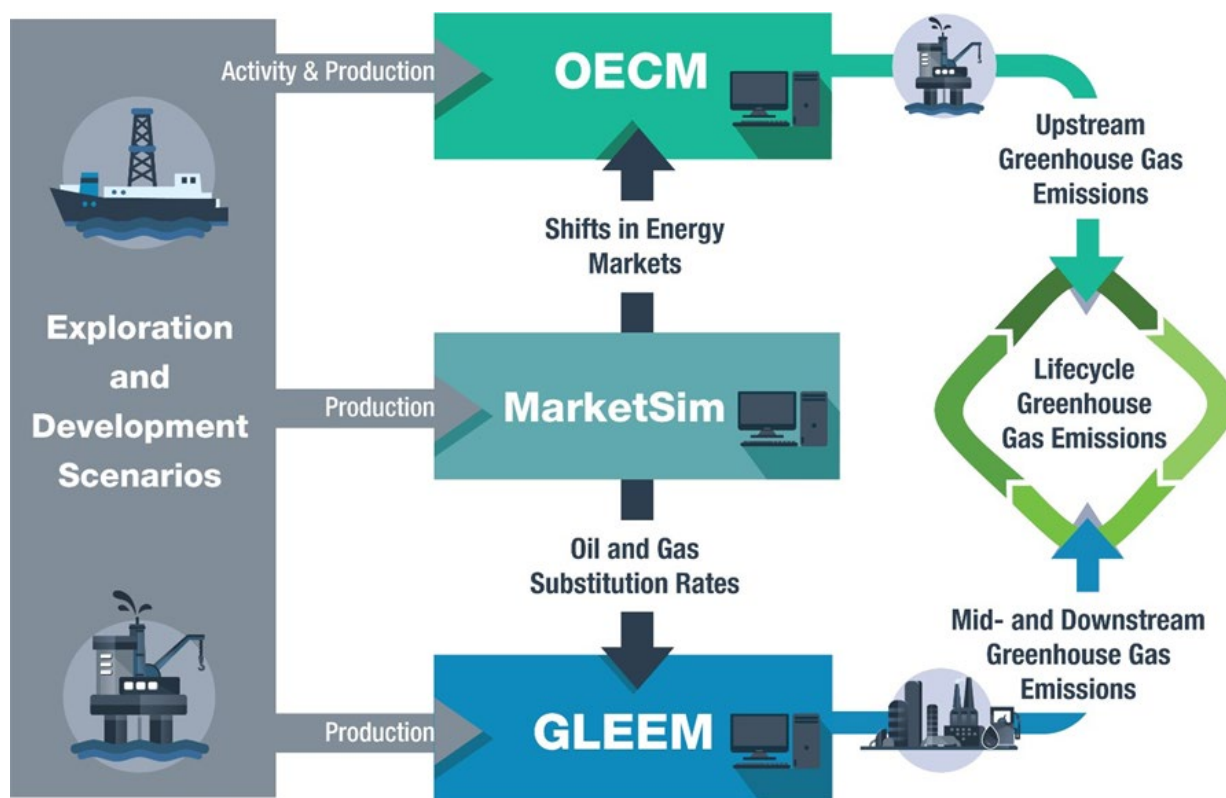 Activity & Production
OECM
Upstream
Greenhouse Gas
Emissions
Shifts in Energy
Markets
Exploration
and
Development
Scenarios
Production
MarketSim
Lifecycle
Greenhouse
Gas Emissions
Oil and Gas
Substitution Rates
Mid- and Downstream
Greenhouse Gas
Emissions
Production
GLEEM